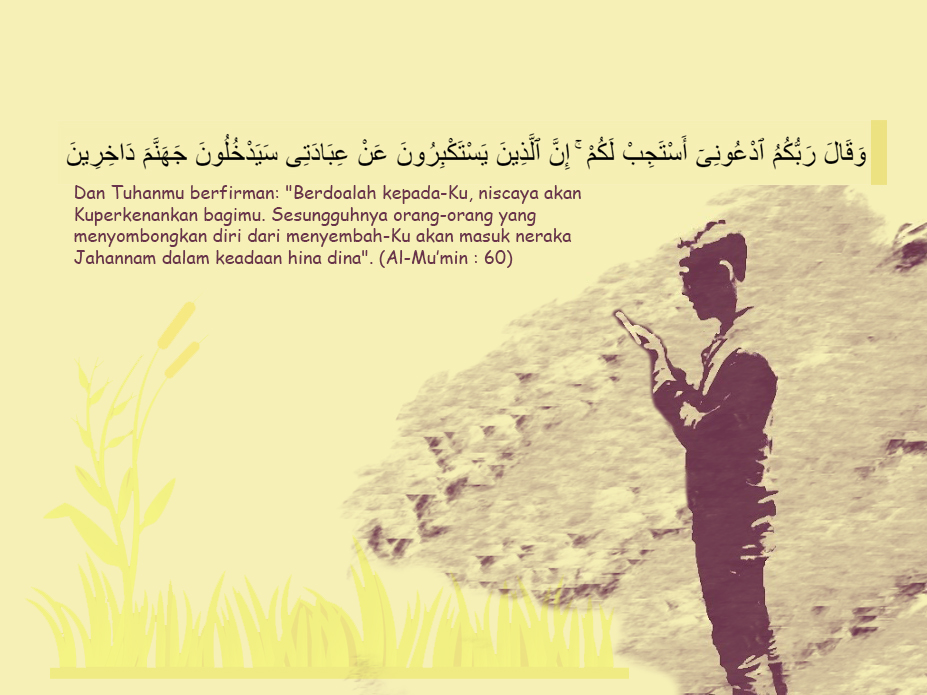 وَقَالَ رَبُّكُمُ ٱدْعُونِىٓ أَسْتَجِبْ لَكُمْ ۚ إِنَّ ٱلَّذِينَ يَسْتَكْبِرُونَ عَنْ عِبَادَتِى سَيَدْخُلُونَ جَهَنَّمَ دَاخِرِينَ
Dan Tuhanmu berfirman: "Berdoalah kepada-Ku, niscaya akan
Kuperkenankan bagimu. Sesungguhnya orang-orang yang
menyombongkan diri dari menyembah-Ku akan masuk neraka
Jahannam dalam keadaan hina dina". (Al-Mu’min : 60)